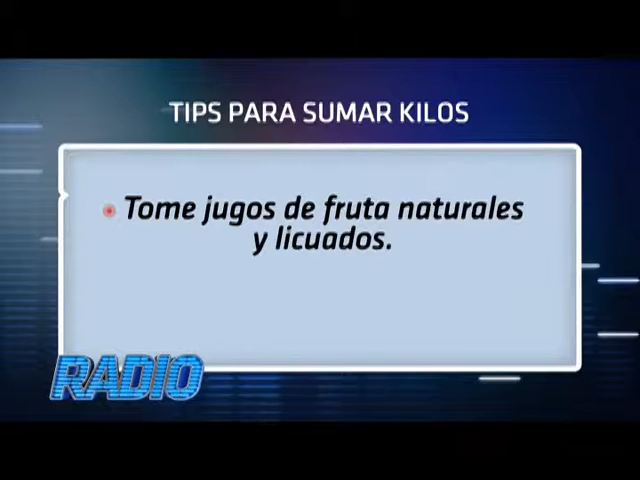 TIPS PARA SUMAR KILOS
Tome jugos de fruta naturales
y licuados.
RADIO